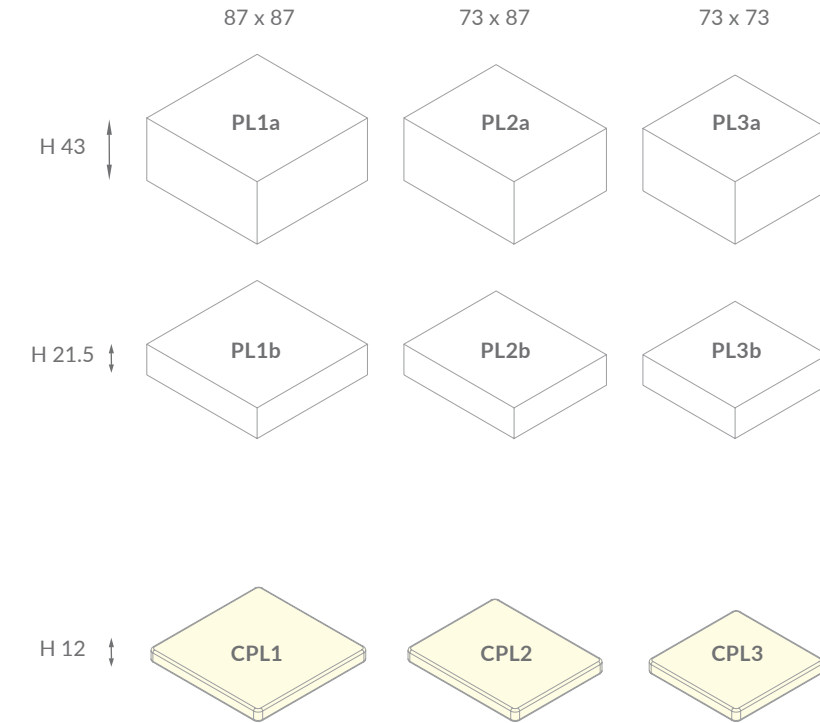 87 x 87 73 x 87 73 x 73
H 43 PL1a PL2a PL3a
H 21.5 PL1b PL2b PL3b
H 12 CPL1 CPL2 CPL3